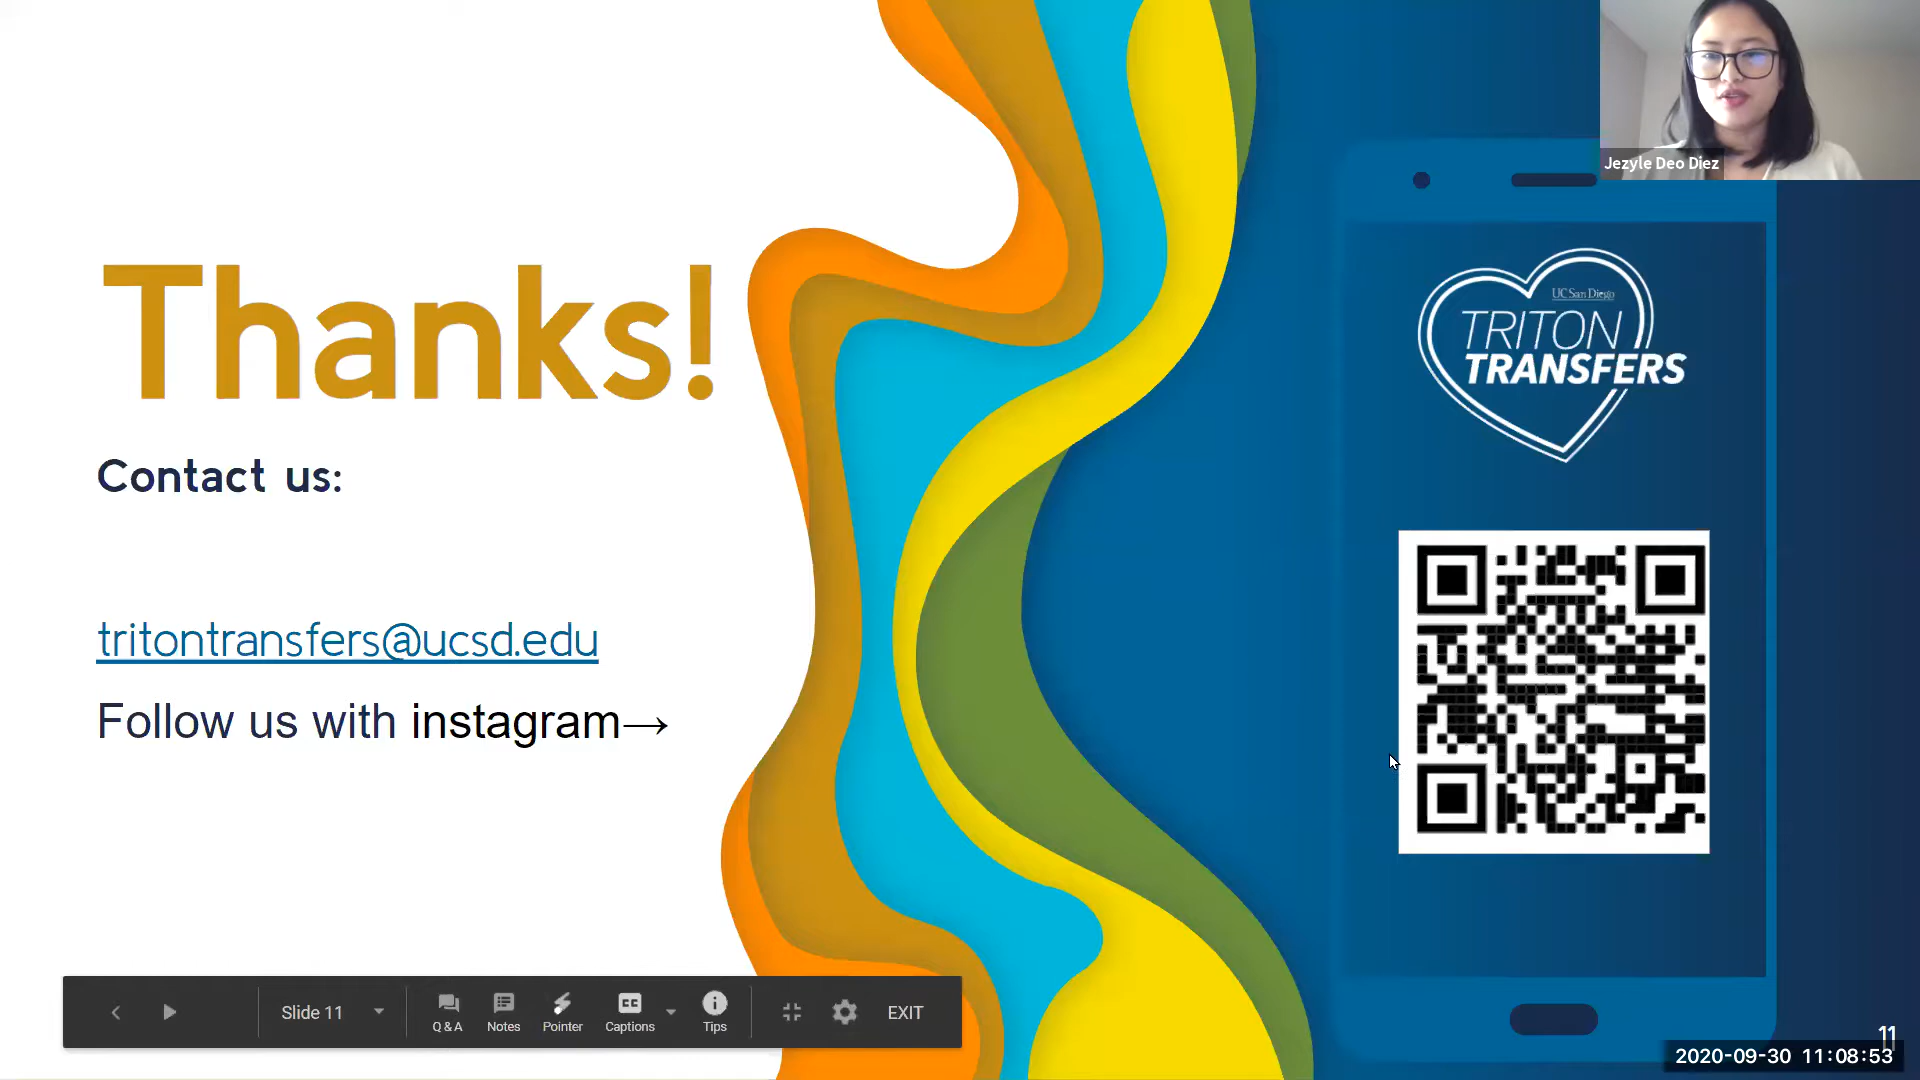 Jezyle Deo Diez
UC San Diego
TRITON
TRANSFERS
Thanks!
Contact us:
tritontransfers@ucsd.edu
Follow us with instagram→
Slide 11
Q & A
Notes
Pointer
CC
Captions
Tips
EXIT
11
2020-09-30 11:08:53